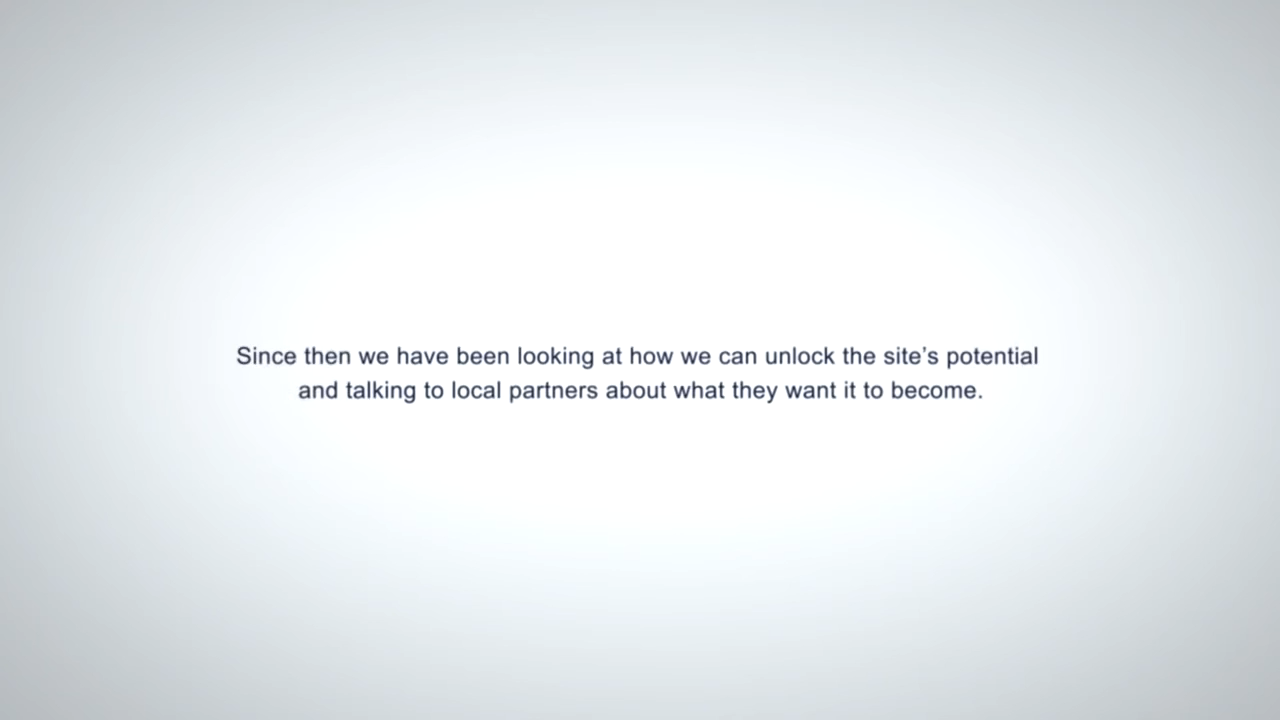 Since then we have been looking at how we can unlock the site’s potential
and talking to local partners about what they want it to become.